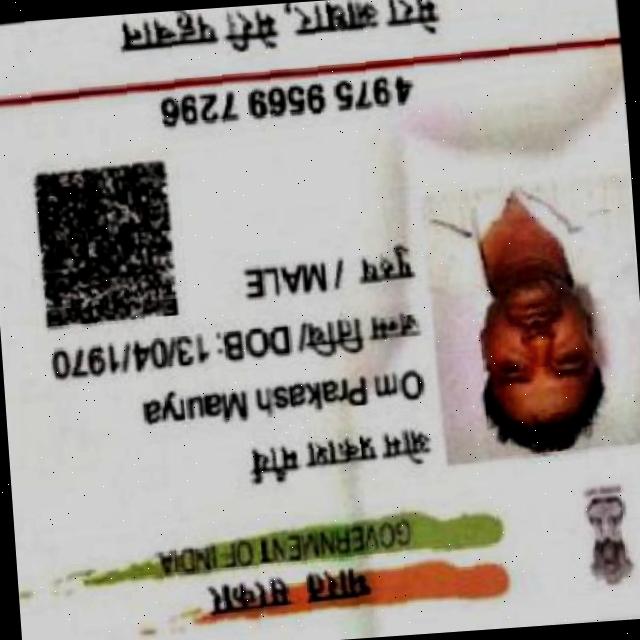 भारत सरकार
GOVERNMENT OF INDIA
ओम प्रकाश मौर्य
Om Prakash Maurya
जन्म तिथि/ DOB: 13/04/1970
पुरुष / MALE
4975 9569 7296
मेरा आधार, मेरी पहचान